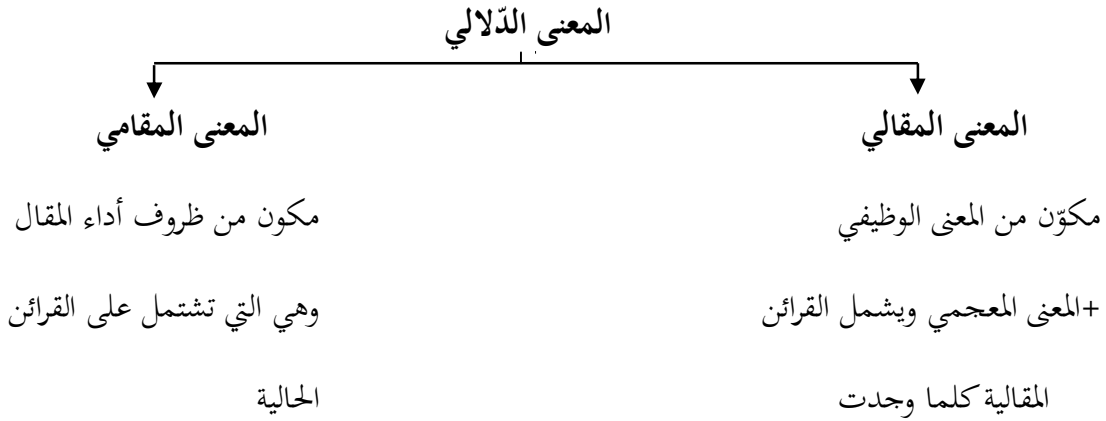 المعنى الدّلالي
المعنى المقالي
المعنى المقامي
مكوّن من المعنى الوظيفي
+المعنى المعجمي ويشمل القرائن
المقالية كلما وجدت
مكون من ظروف أداء المقال
وهي التي تشتمل على القرائن
الحالية